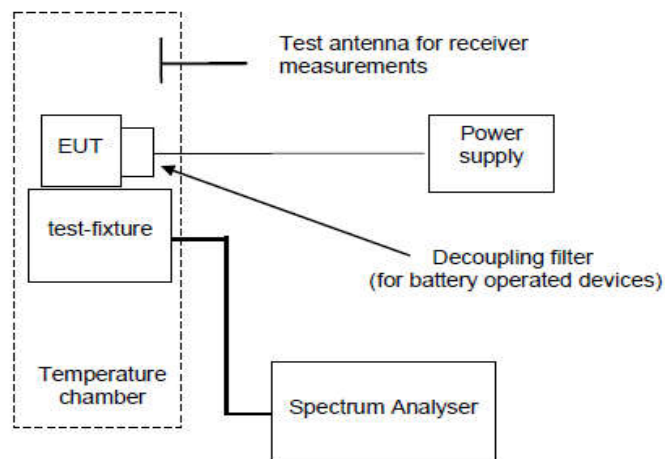 Test antenna for receiver
measurements
EUT
Power
supply
test-fixture
Decoupling filter
(for battery operated devices)
Temperature
chamber
Spectrum Analyser